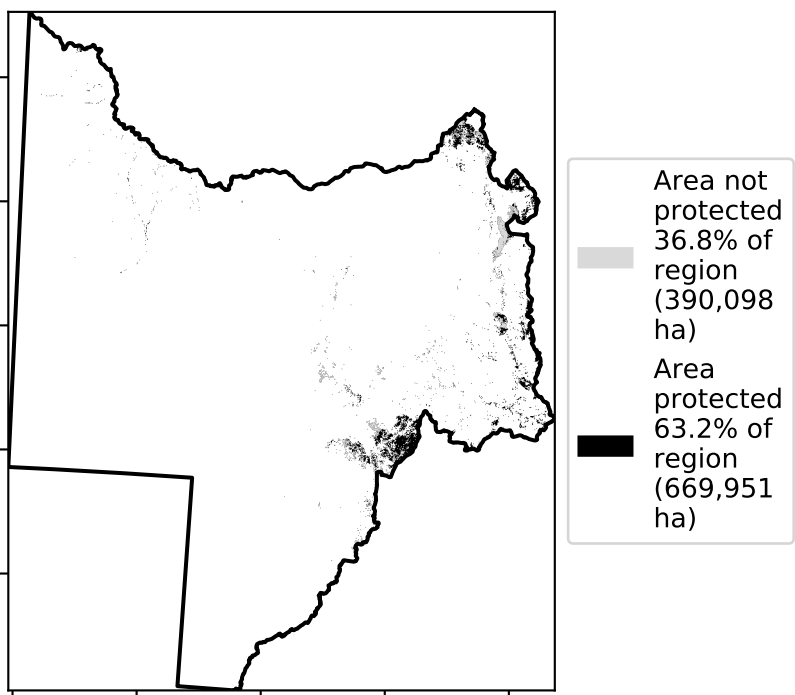 Area not
protected
36.8% of
region
(390,098
ha)
Area
protected
63.2% of
region
(669,951
ha)